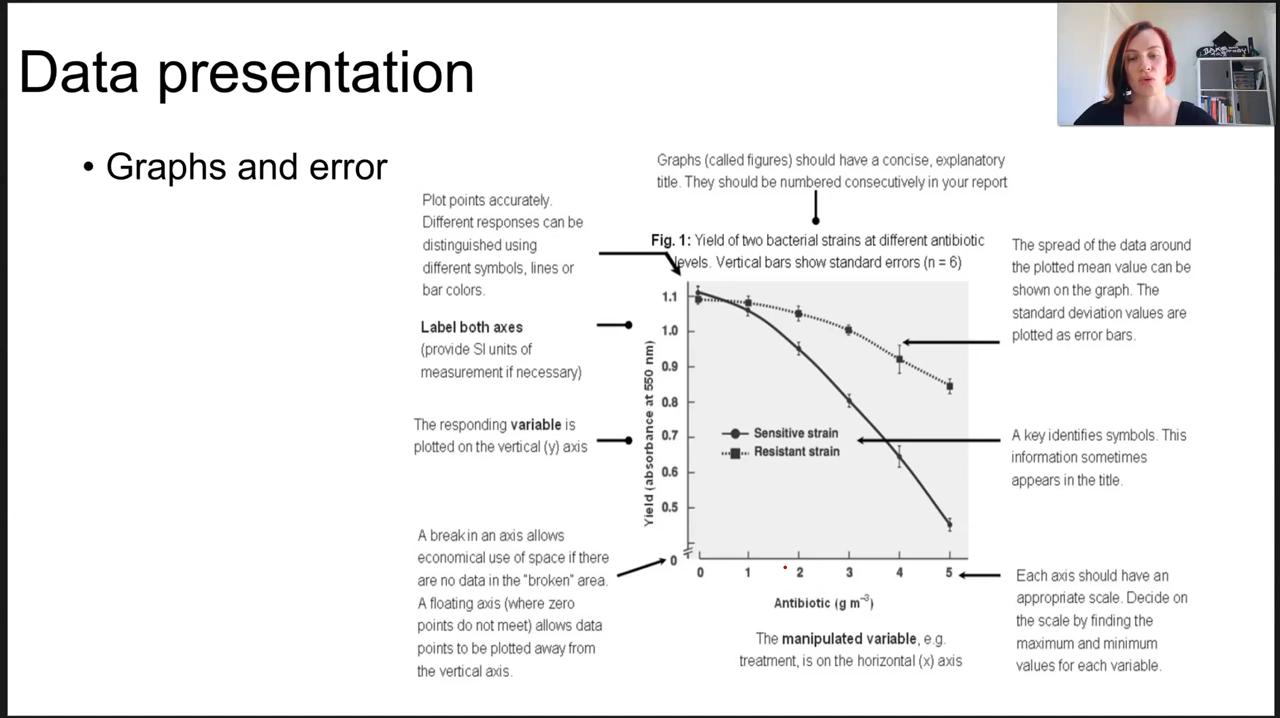 Data presentation
• Graphs and error
Graphs (called figures) should have a concise, explanatory
title. They should be numbered consecutively in your report
Plot points accurately.
Different responses can be
distinguished using
different symbols, lines or
bar colors.
Label both axes
(provide SI units of
measurement if necessary)
The responding variable is
plotted on the vertical (y) axis
A break in an axis allows
economical use of space if there
are no data in the "broken" area.
A floating axis (where zero
points do not meet) allows data
points to be plotted away from
the vertical axis.
Fig. 1: Yield of two bacterial strains at different antibiotic
levels. Vertical bars show standard errors (n = 6)
Yield (absorbance at 550 nm)
1.1
1.0
0.9
0.8
0.7
0.6
0.5
0
Sensitive strain
Resistant strain
0 1 2 3 4 5
Antibiotic (g m⁻³)
The manipulated variable, e.g.
treatment, is on the horizontal (x) axis
The spread of the data around
the plotted mean value can be
shown on the graph. The
standard deviation values are
plotted as error bars.
A key identifies symbols. This
information sometimes
appears in the title.
Each axis should have an
appropriate scale. Decide on
the scale by finding the
maximum and minimum
values for each variable.